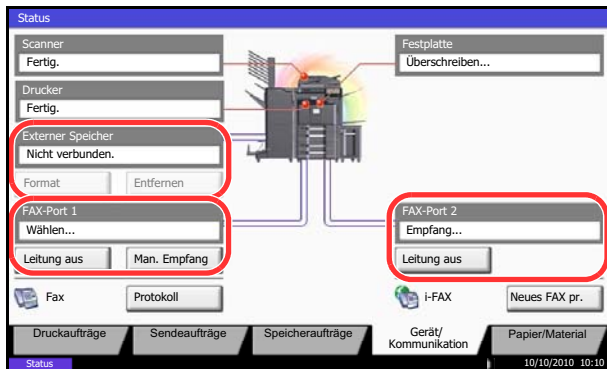 Status
Scanner
Fertig.
Festplatte
Überschreiben...
Drucker
Fertig.
Externer Speicher
Nicht verbunden.
Format
Entfernen
FAX-Port 1
Wählen...
Leitung aus
Man. Empfang
FAX-Port 2
Empfang...
Leitung aus
Fax
Protokoll
i-FAX
Neues FAX pr.
Druckaufträge
Sendeaufträge
Speicheraufträge
Gerät/
Kommunikation
Papier/Material
Status
10/10/2010 10:10